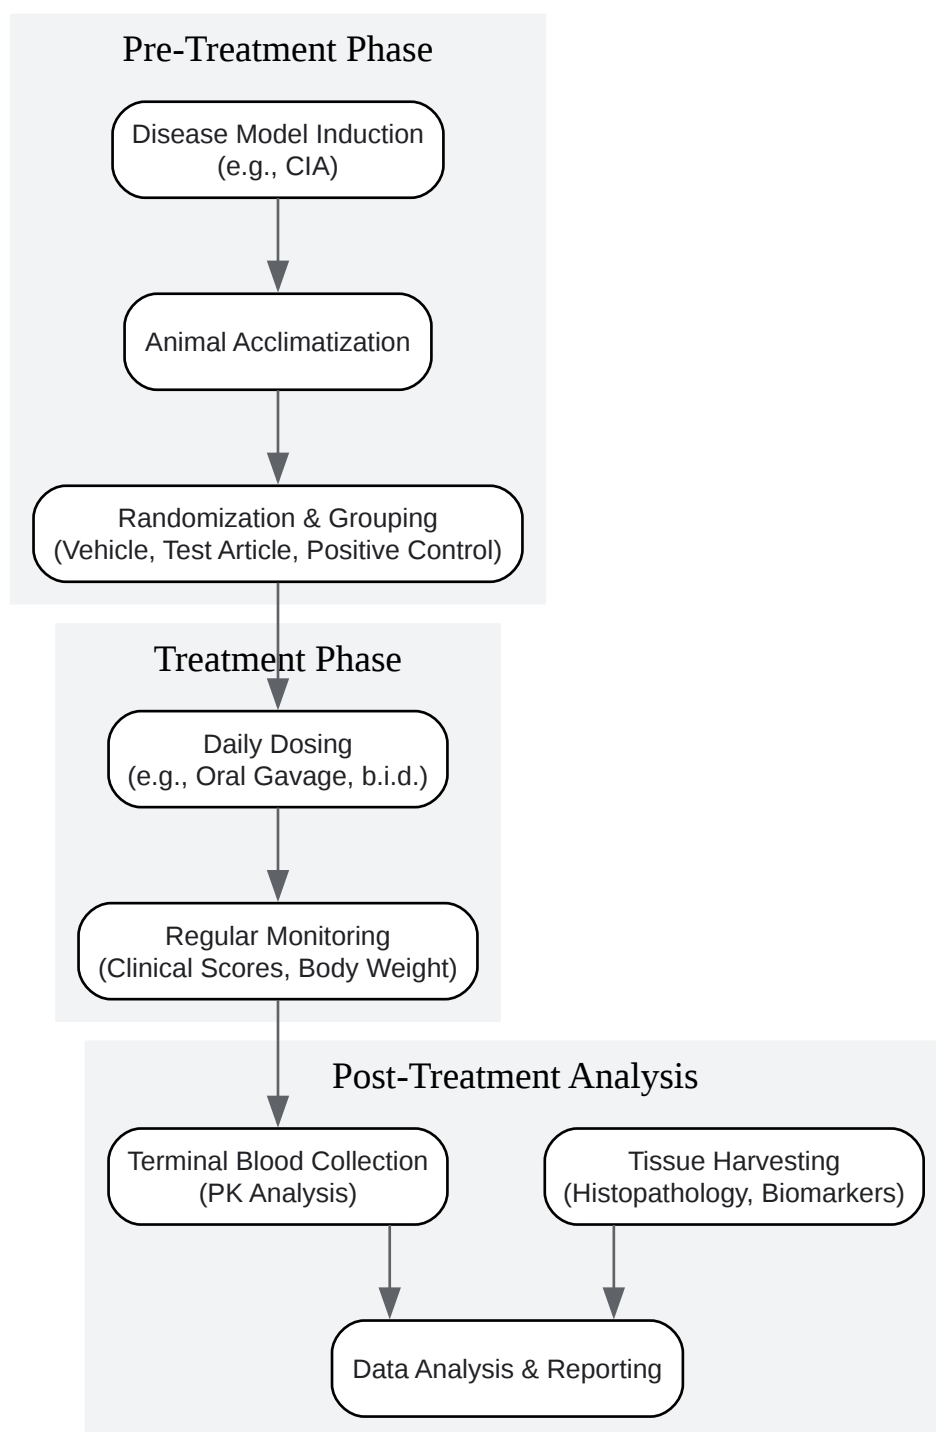 Pre-Treatment Phase
Disease Model Induction
(e.g., CIA)
Animal Acclimatization
Randomization & Grouping
(Vehicle, Test Article, Positive Control)
Treatment Phase
Daily Dosing
(e.g., Oral Gavage, b.i.d.)
Regular Monitoring
(Clinical Scores, Body Weight)
Post-Treatment Analysis
Terminal Blood Collection
(PK Analysis)
Tissue Harvesting
(Histopathology, Biomarkers)
Data Analysis & Reporting